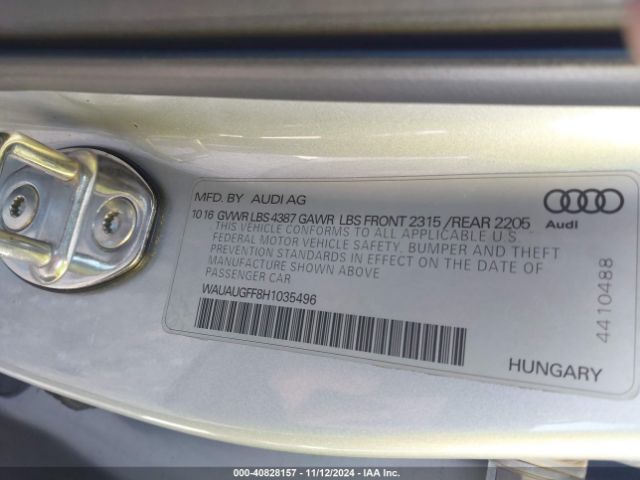 MFD. BY AUDI AG
1016 GVWR LBS 4387 GAWR LBS FRONT 2315 /REAR 2205
THIS VEHICLE CONFORMS TO ALL APPLICABLE U.S.
FEDERAL MOTOR VEHICLE SAFETY, BUMPER AND THEFT
PREVENTION STANDARDS IN EFFECT ON THE DATE OF
MANUFACTURE SHOWN ABOVE
PASSENGER CAR
WAUAUGFF8H1035496
Audi
4410488
HUNGARY
000-40828157 - 11/12/2024 - IAA Inc.